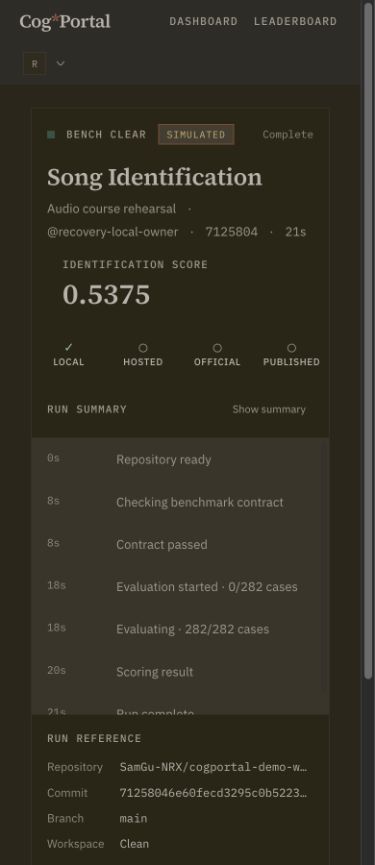 Cog*Portal
DASHBOARD LEADERBOARD
R
BENCH CLEAR SIMULATED Complete
Song Identification
Audio course rehearsal ·
@recovery-local-owner · 7125804 · 21s
IDENTIFICATION SCORE
0.5375
✓ ○ ○ ○
LOCAL HOSTED OFFICIAL PUBLISHED
RUN SUMMARY Show summary
0s Repository ready
8s Checking benchmark contract
8s Contract passed
18s Evaluation started · 0/282 cases
18s Evaluating · 282/282 cases
20s Scoring result
21s Run complete
RUN REFERENCE
Repository SamGu-NRX/cogportal-demo-w…
Commit 71258046e60fecd3295c0b5223…
Branch main
Workspace Clean